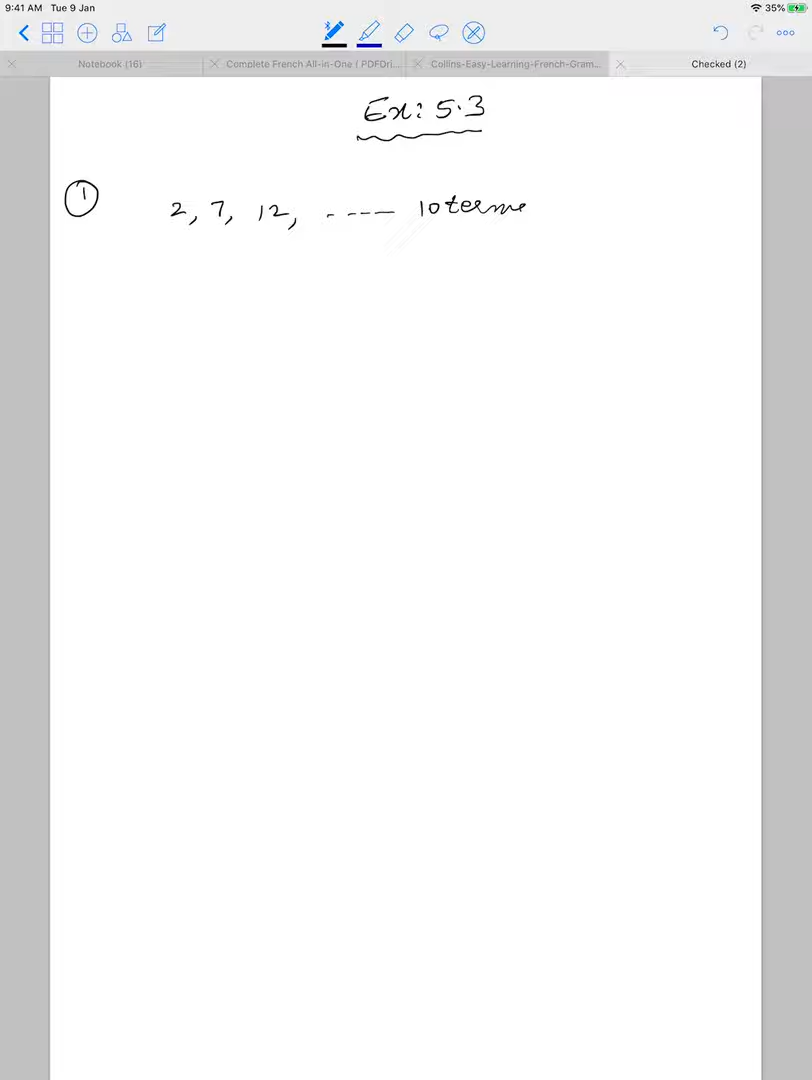 9:41 AM Tue 9 Jan
35%
Notebook (16)
Complete French All-in-One ( PDFDri...
Collins-Easy-Learning-French-Gram...
Checked (2)
Ex: 5.3
1
2, 7, 12, ..---- 10 terms